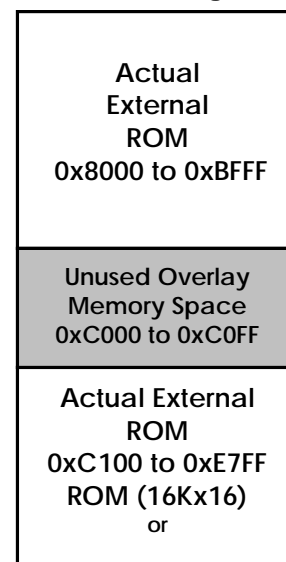 Actual
External
ROM
0x8000 to 0xBFFF
Unused Overlay
Memory Space
0xC000 to 0xC0FF
Actual External
ROM
0xC100 to 0xE7FF
ROM (16Kx16)
or